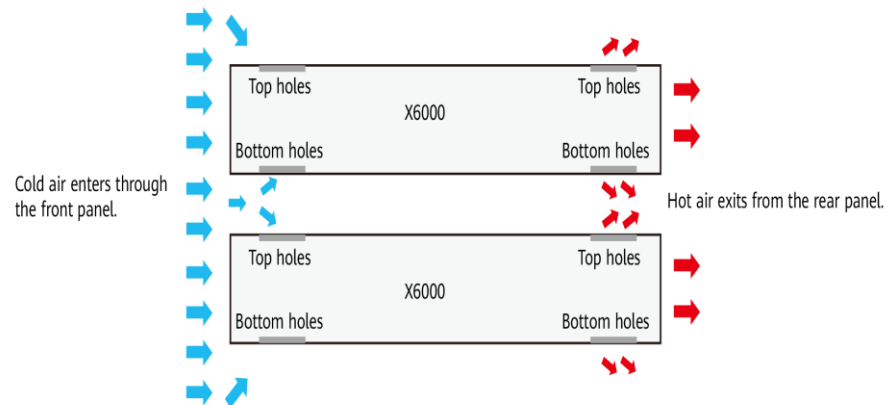 Top holes
Top holes
X6000
Bottom holes
Bottom holes
Cold air enters through
the front panel.
Hot air exits from the rear panel.
Top holes
Top holes
X6000
Bottom holes
Bottom holes